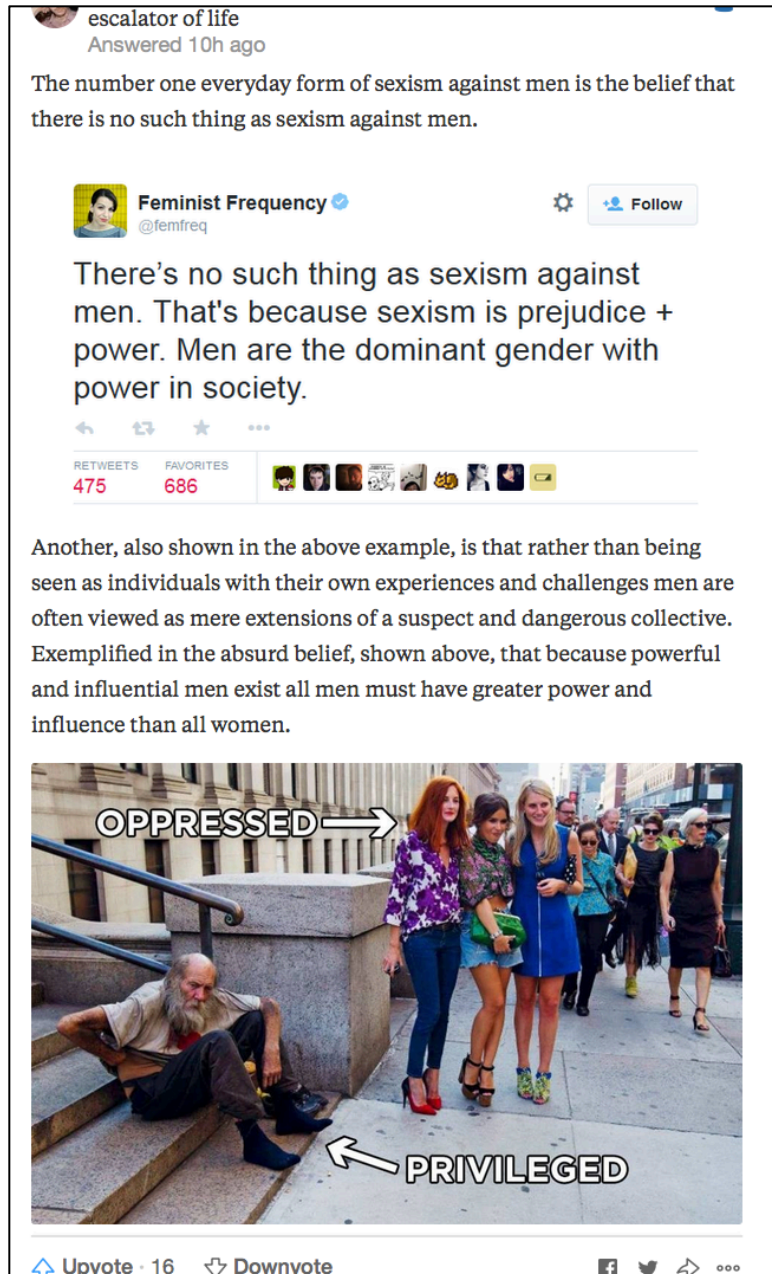 escalator of life
Answered 10h ago
The number one everyday form of sexism against men is the belief that
there is no such thing as sexism against men.
Feminist Frequency
Follow
@femfreq
There's no such thing as sexism against
men. That's because sexism is prejudice +
power. Men are the dominant gender with
power in society.
RETWEETS FAVORITES
475 686
Another, also shown in the above example, is that rather than being
seen as individuals with their own experiences and challenges men are
often viewed as mere extensions of a suspect and dangerous collective.
Exemplified in the absurd belief, shown above, that because powerful
and influential men exist all men must have greater power and
influence than all women.
OPPRESSED
PRIVILEGED
Upvote · 16 Downvote